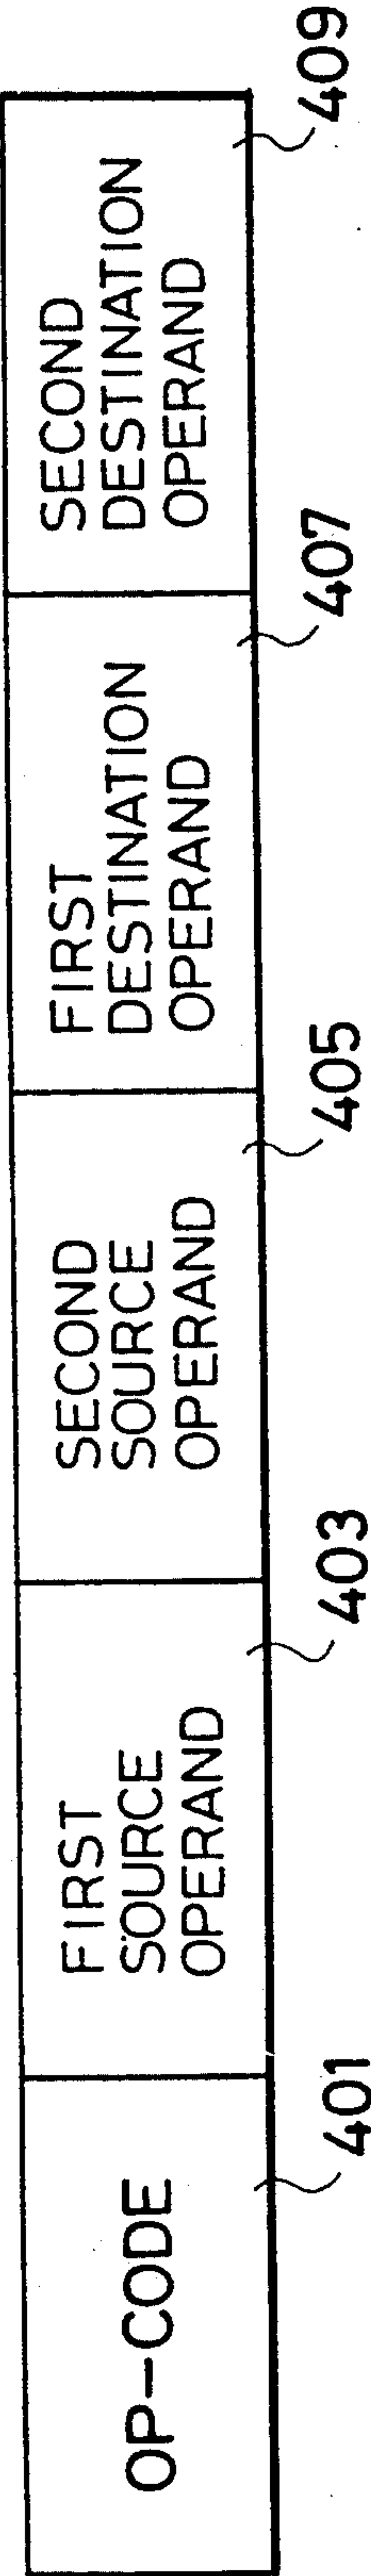 OP-CODE
FIRST
SOURCE
OPERAND
SECOND
SOURCE
OPERAND
FIRST
DESTINATION
OPERAND
SECOND
DESTINATION
OPERAND
401
403
405
407
409